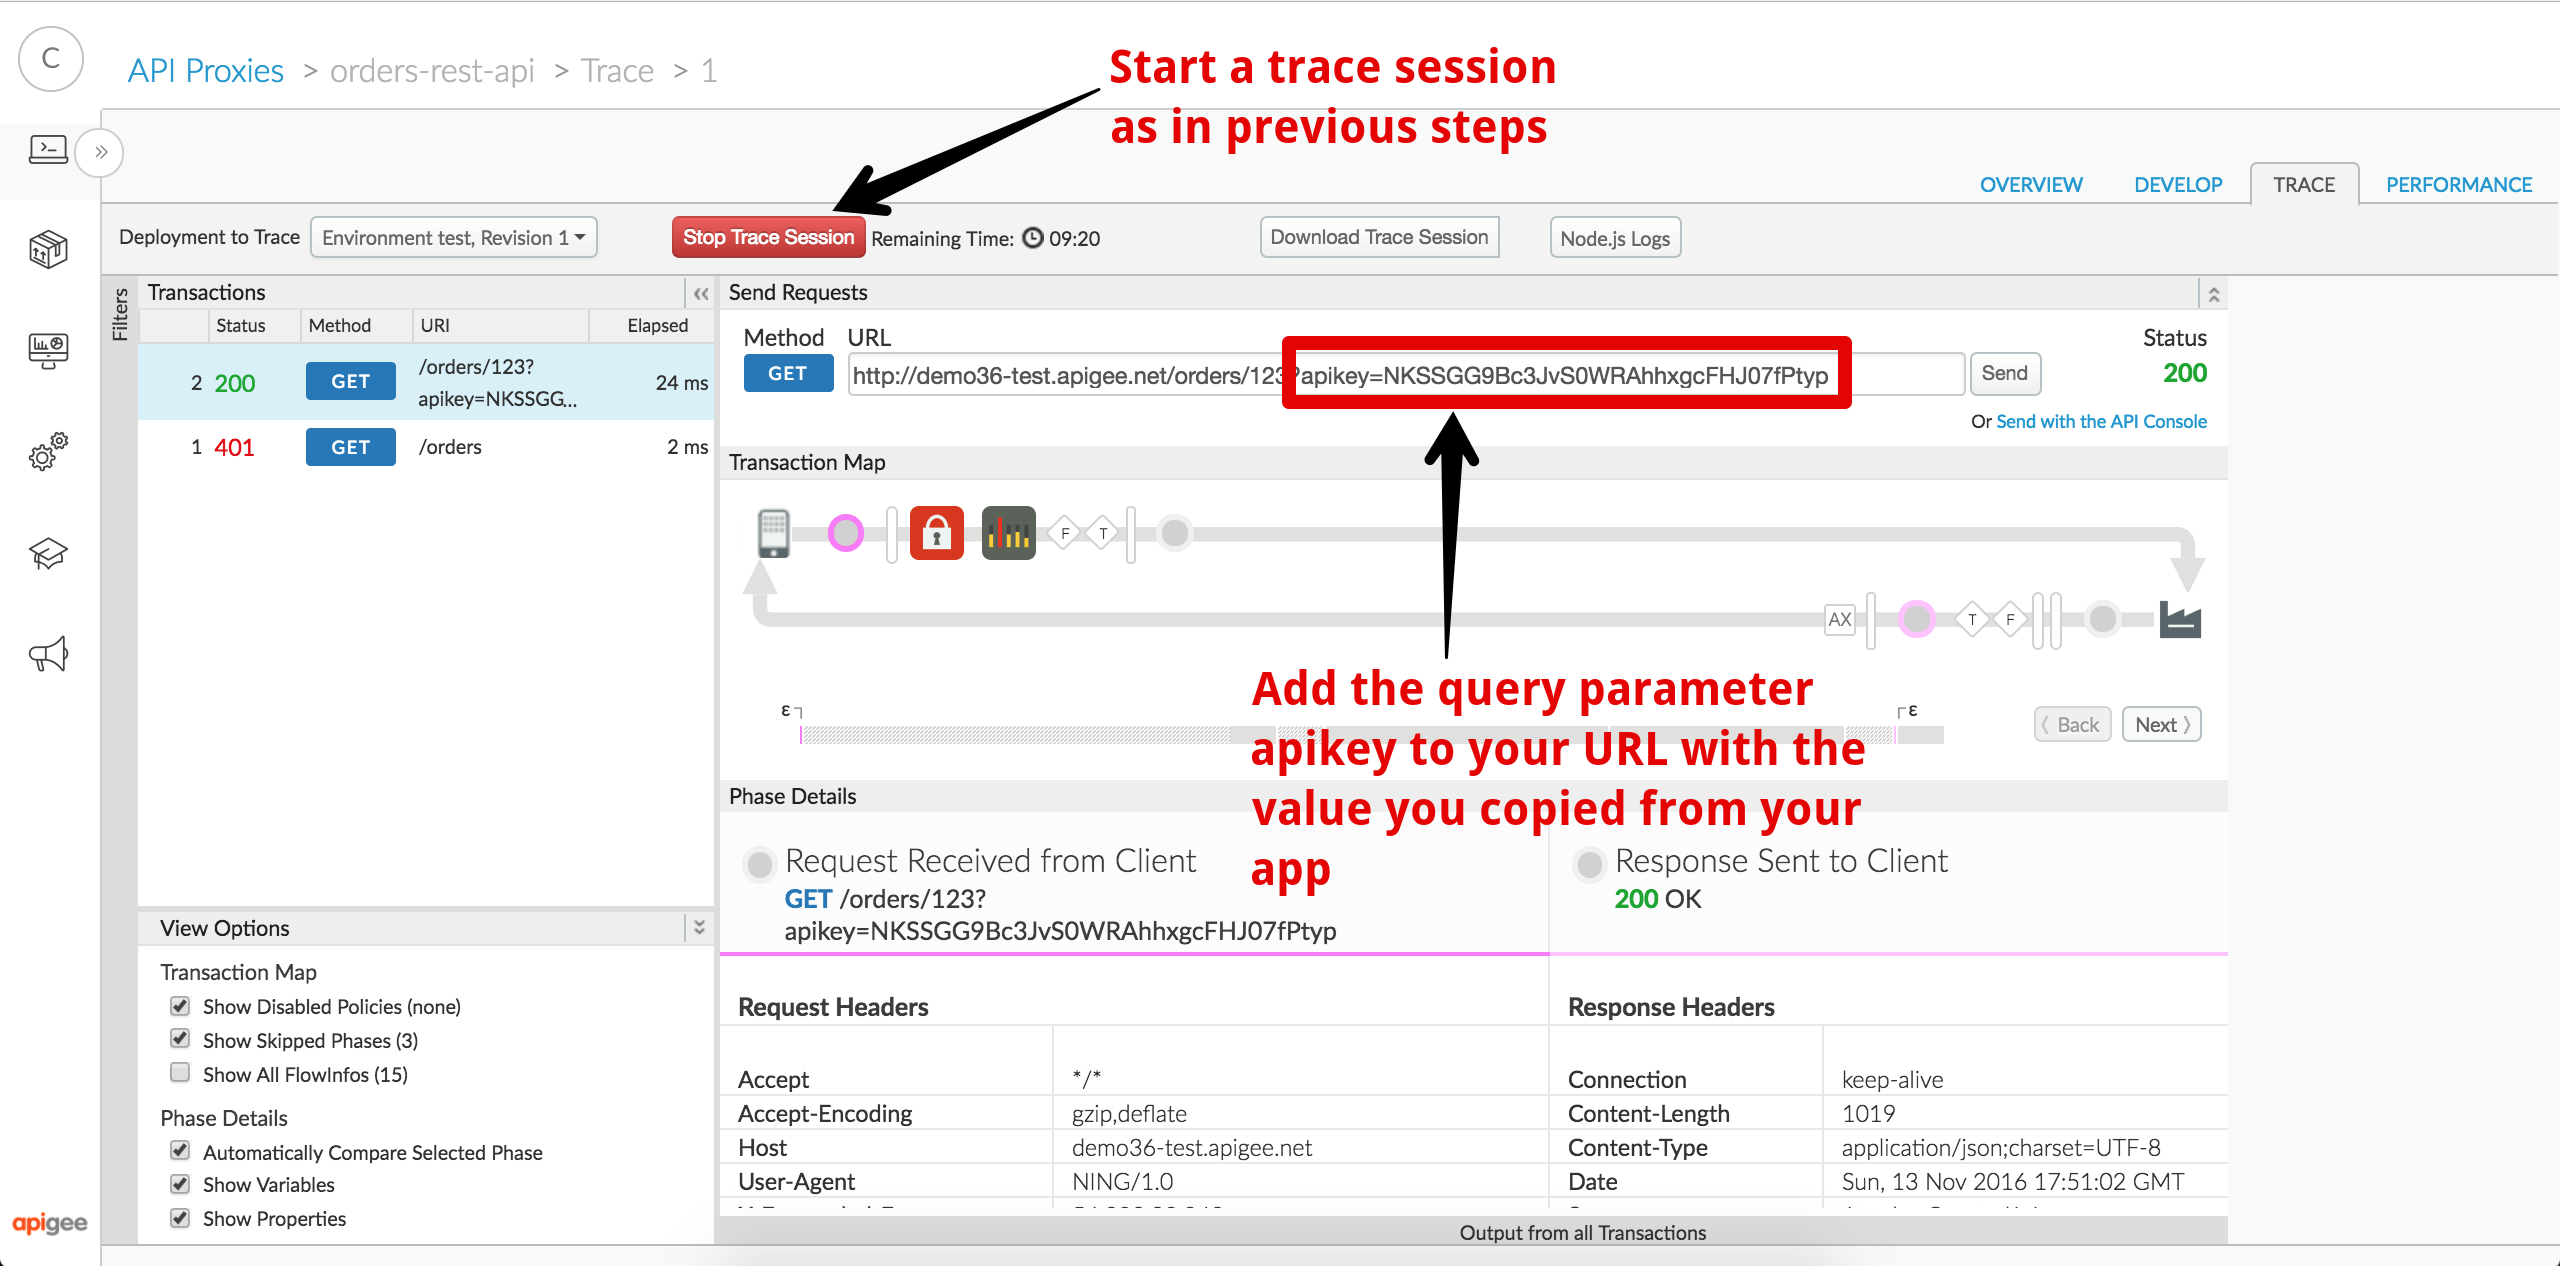 C
API Proxies > orders-rest-api > Trace > 1
Start a trace session
as in previous steps
OVERVIEW DEVELOP TRACE PERFORMANCE
Deployment to Trace Environment test, Revision 1 Stop Trace Session Remaining Time: 09:20 Download Trace Session Node.js Logs
Filters
Transactions
Status Method URI Elapsed
2 200 GET /orders/123?
apikey=NKSSGG... 24 ms
1 401 GET /orders 2 ms
Send Requests
Method URL Status
GET http://demo36-test.apigee.net/orders/123?apikey=NKSSGG9Bc3JvS0WRAhhxgcFHJ07fPtyp Send 200
Or Send with the API Console
Transaction Map
F T
AX T F
Add the query parameter
apikey to your URL with the
value you copied from your
app
ε ε
Back Next
Phase Details
Request Received from Client
GET /orders/123?
apikey=NKSSGG9Bc3JvS0WRAhhxgcFHJ07fPtyp
Response Sent to Client
200 OK
Request Headers
Accept */*
Accept-Encoding gzip,deflate
Host demo36-test.apigee.net
User-Agent NING/1.0
Response Headers
Connection keep-alive
Content-Length 1019
Content-Type application/json;charset=UTF-8
Date Sun, 13 Nov 2016 17:51:02 GMT
Output from all Transactions
View Options
Transaction Map
Show Disabled Policies (none)
Show Skipped Phases (3)
Show All FlowInfos (15)
Phase Details
Automatically Compare Selected Phase
Show Variables
Show Properties
apigee